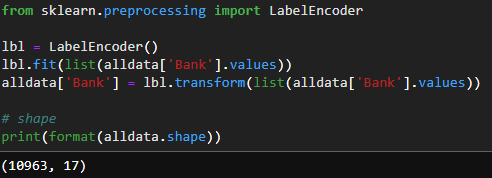 from sklearn.preprocessing import LabelEncoder
lbl = LabelEncoder()
lbl.fit(list(alldata['Bank'].values))
alldata['Bank'] = lbl.transform(list(alldata['Bank'].values))
# shape
print(format(alldata.shape))
(10963, 17)